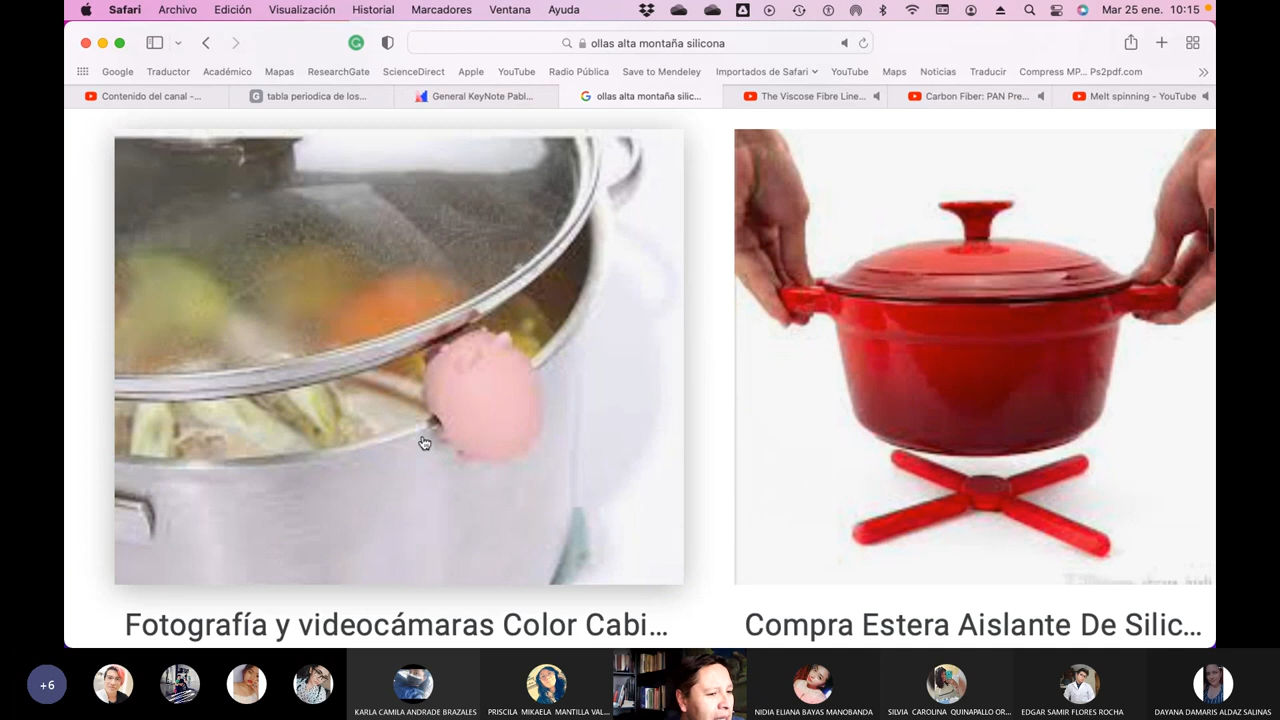 Safari Archivo Edición Visualización Historial Marcadores Ventana Ayuda Mar 25 ene. 10:15
ollas alta montaña silicona
Google Traductor Académico Mapas ResearchGate ScienceDirect Apple YouTube Radio Pública Save to Mendeley Importados de Safari YouTube Maps Noticias Traducir Compress MP... Ps2pdf.com
Contenido del canal -... tabla periodica de los... General KeyNote Pabl... ollas alta montaña silic... The Viscose Fibre Line... Carbon Fiber: PAN Pre... Melt spinning - YouTube
Fotografía y videocámaras Color Cabi... Compra Estera Aislante De Silic...
+6
KARLA CAMILA ANDRADE BRAZALES PRISCILA MIKAELA MANTILLA VAL... NIDIA ELIANA BAYAS MANOBANDA SILVIA CAROLINA QUINAPALLO OR... EDGAR SAMIR FLORES ROCHA DAYANA DAMARIS ALDAZ SALINAS